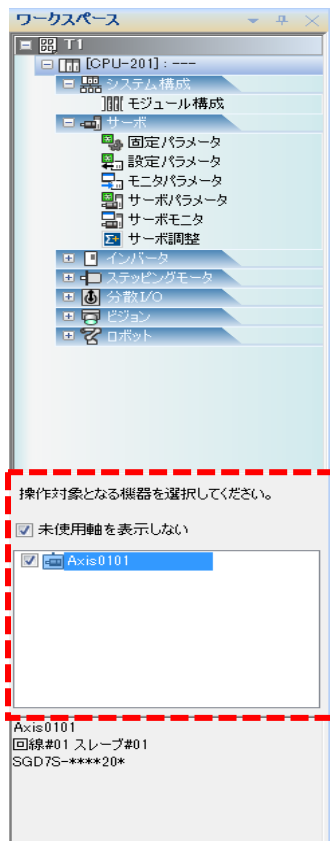 ワークスペース
T1
[CPU-201] : ---
システム構成
モジュール構成
サーボ
固定パラメータ
設定パラメータ
モニタパラメータ
サーボパラメータ
サーボモニタ
サーボ調整
インバータ
ステッピングモータ
分散I/O
ビジョン
ロボット
操作対象となる機器を選択してください。
未使用軸を表示しない
Axis0101
Axis0101
回線#01 スレーブ#01
SGD7S-****20*